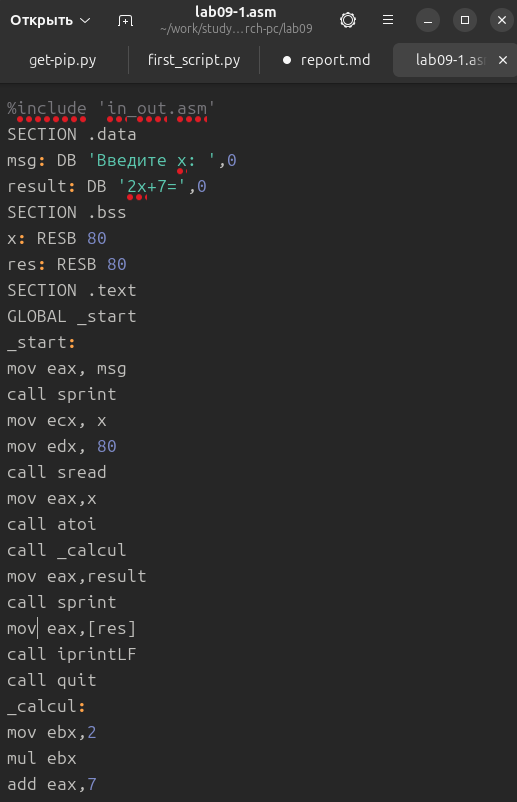 Открыть
lab09-1.asm
~/work/study…rch-pc/lab09
get-pip.py
first_script.py
report.md
lab09-1.as
%include 'in_out.asm'
SECTION .data
msg: DB 'Введите x: ',0
result: DB '2x+7=',0
SECTION .bss
x: RESB 80
res: RESB 80
SECTION .text
GLOBAL _start
_start:
mov eax, msg
call sprint
mov ecx, x
mov edx, 80
call sread
mov eax,x
call atoi
call _calcul
mov eax,result
call sprint
mov eax,[res]
call iprintLF
call quit
_calcul:
mov ebx,2
mul ebx
add eax,7